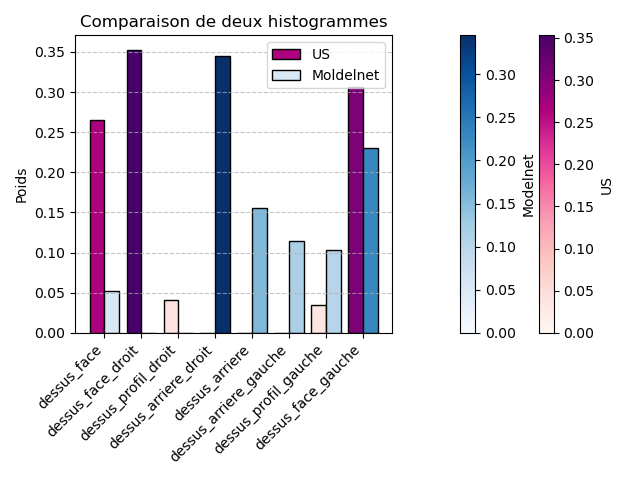 Comparaison de deux histogrammes
US
Moldelnet
Poids
0.35
0.30
0.25
0.20
0.15
0.10
0.05
0.00
dessus_face
dessus_face_droit
dessus_profil_droit
dessus_arriere_droit
dessus_arriere
dessus_arriere_gauche
dessus_profil_gauche
dessus_face_gauche
0.30
0.25
0.20
0.15
0.10
0.05
0.00
Modelnet
0.35
0.30
0.25
0.20
0.15
0.10
0.05
0.00
US